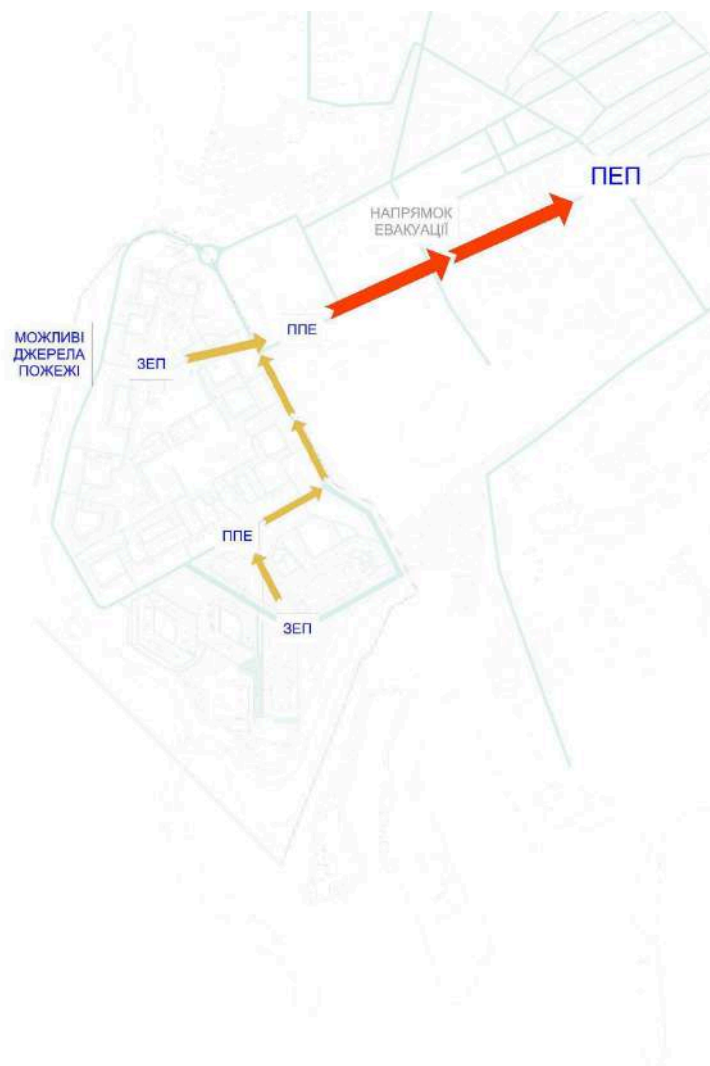 ПЕП
НАПРЯМОК
ЕВАКУАЦІЇ
ППЕ
МОЖЛИВІ
ДЖЕРЕЛА
ПОЖЕЖІ
ЗЕП
ППЕ
ЗЕП